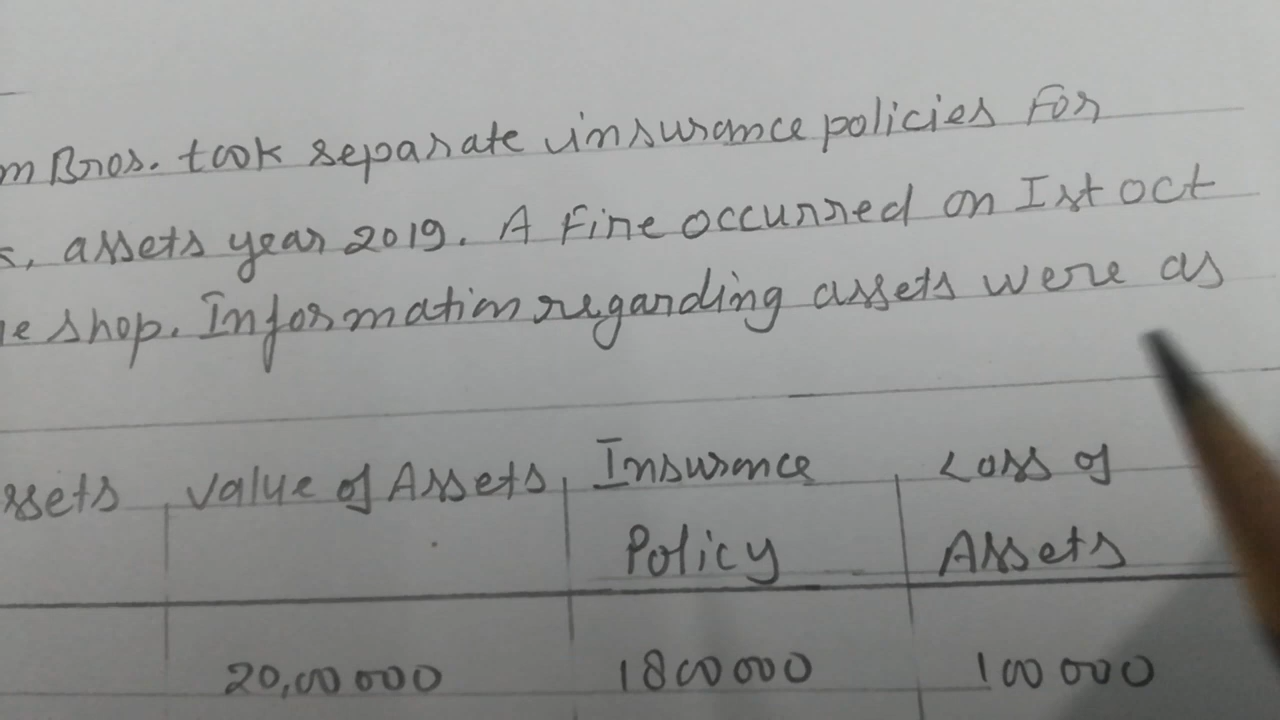 m Bros. took separate insurance policies For
, assets year 2019. A Fire occurred on Ist oct
e shop. Information regarding assets were as
ssets value of Assets Insurance Loss of
Policy Assets
20,00000 1800000 100000